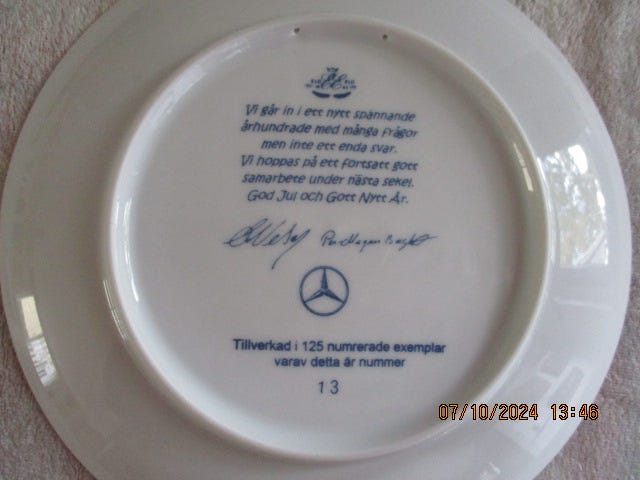 Vi går in i ett nytt spännande
århundrade med många frågor
men inte ett enda svar.
Vi hoppas på ett fortsatt gott
samarbete under nästa sekel.
God Jul och Gott Nytt År.
Tillverkad i 125 numrerade exemplar
varav detta är nummer
13
07/10/2024 13:46